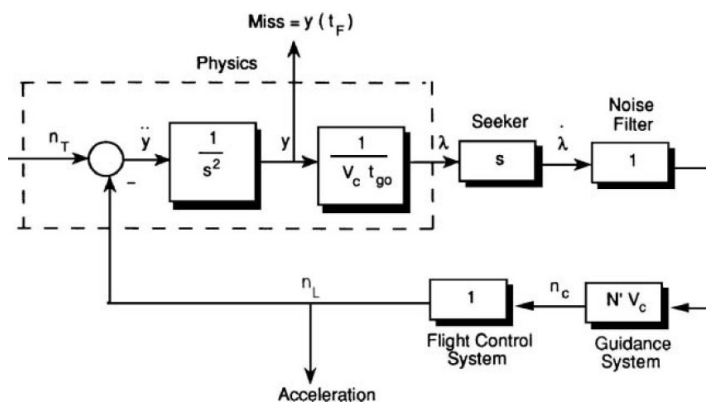 Miss = y ( t_F )
Physics
Seeker
Noise
Filter
n_T
ÿ
1
s²
y
1
V_c t_go
λ
s
λ̇
1
−
n_L
1
n_c
N' V_c
Flight Control
System
Guidance
System
Acceleration